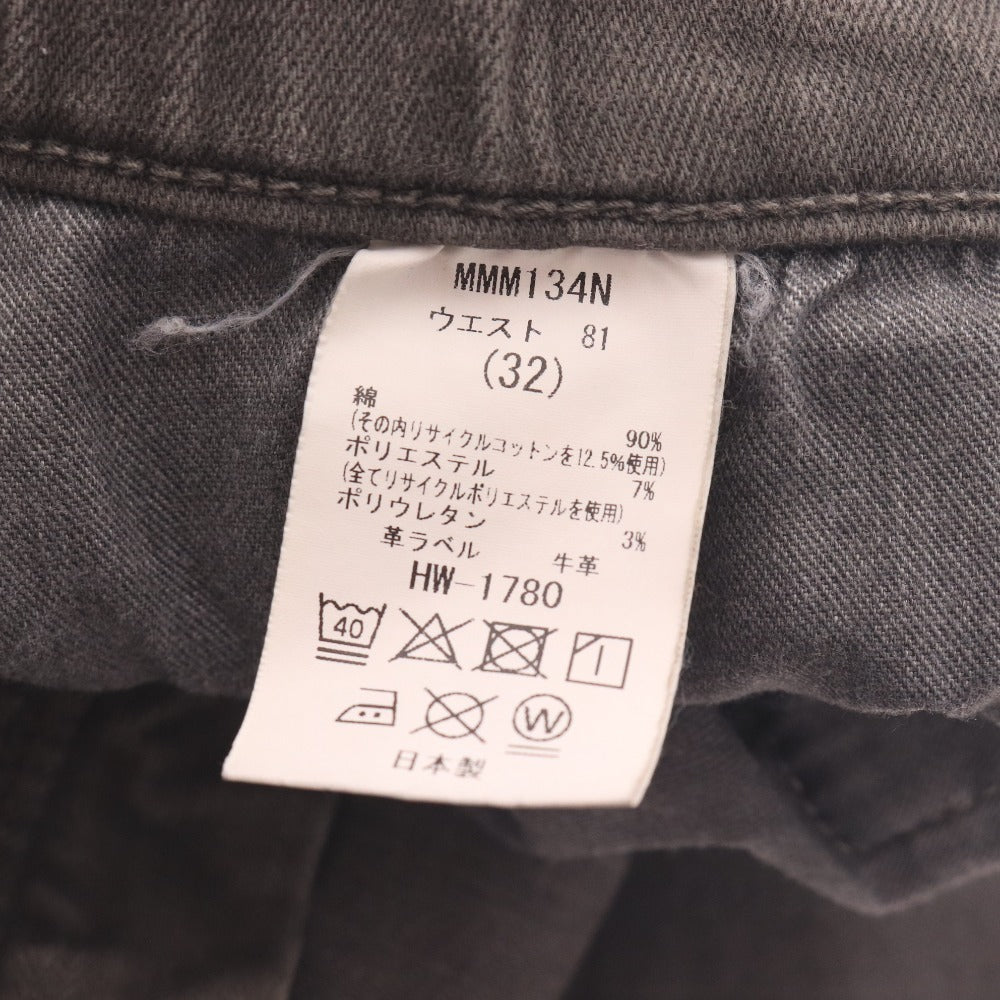 MMM134N
ウエスト 81
(32)
綿 90%
(その内リサイクルコットンを12.5%使用)
ポリエステル 7%
(全てリサイクルポリエステルを使用)
ポリウレタン 3%
革ラベル 牛革
HW-1780
40
W
日本製